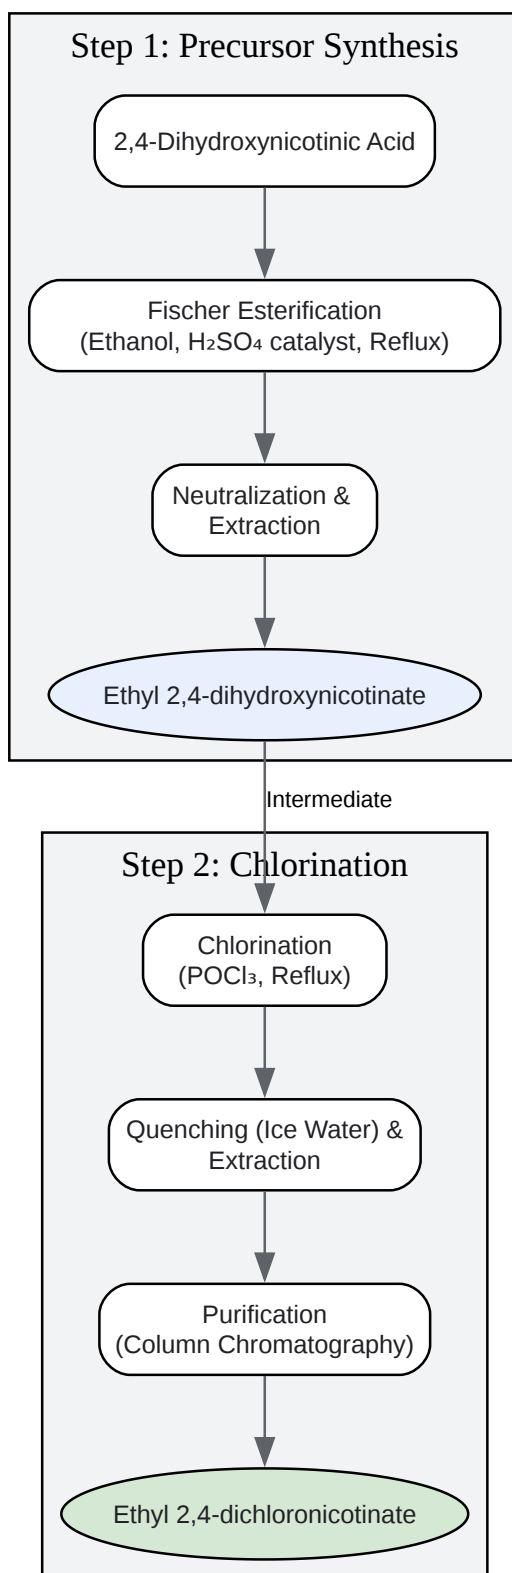 Step 1: Precursor Synthesis
2,4-Dihydroxynicotinic Acid
Fischer Esterification
(Ethanol, H₂SO₄ catalyst, Reflux)
Neutralization &
Extraction
Ethyl 2,4-dihydroxynicotinate
Intermediate
Step 2: Chlorination
Chlorination
(POCl₃, Reflux)
Quenching (Ice Water) &
Extraction
Purification
(Column Chromatography)
Ethyl 2,4-dichloronicotinate